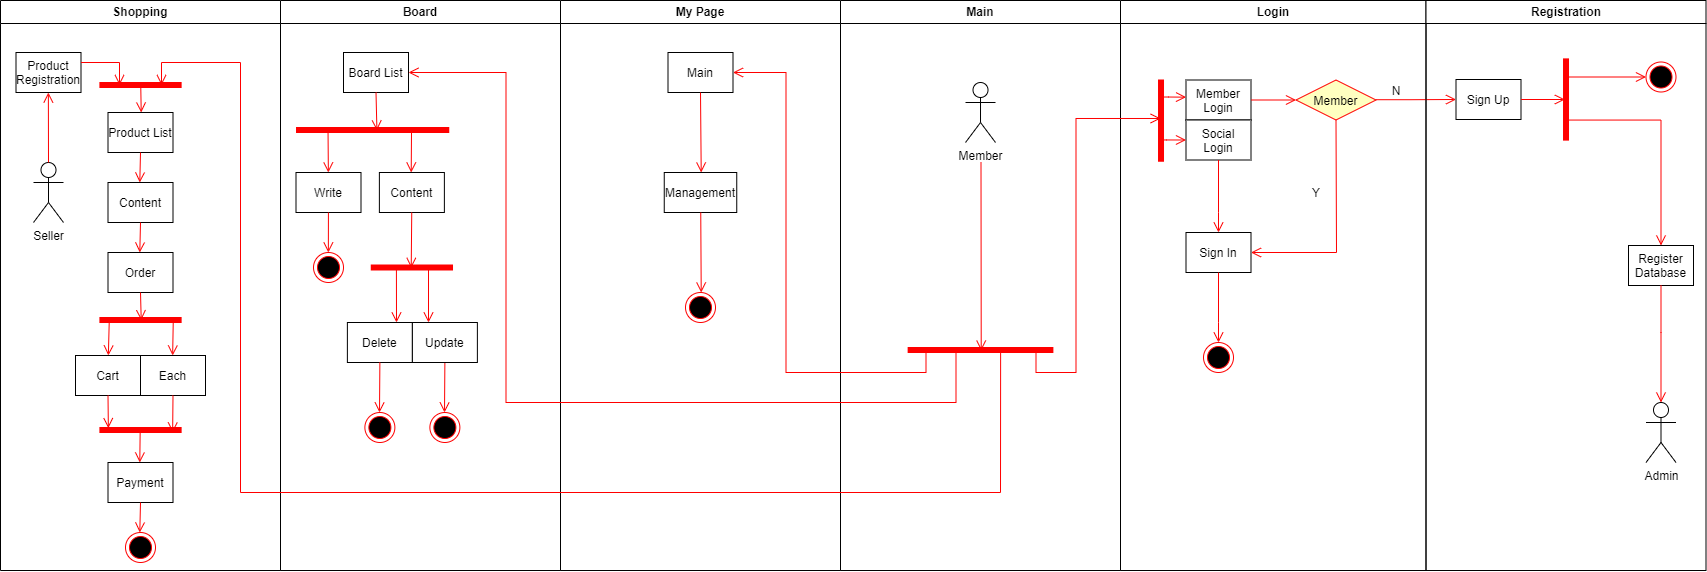 Shopping
Board
My Page
Main
Login
Registration
Product
Registration
Seller
Product List
Content
Order
Cart
Each
Payment
Board List
Write
Content
Delete
Update
Main
Management
Member
Member
Login
Social
Login
Member
N
Y
Sign In
Sign Up
Register
Database
Admin